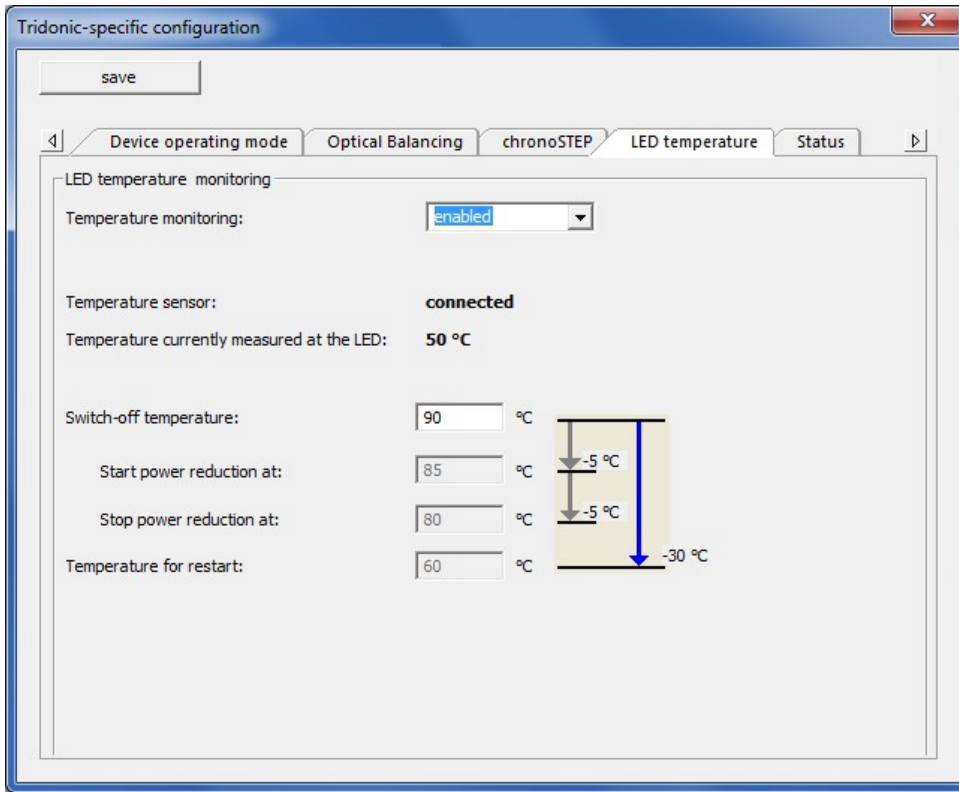 Tridonic-specific configuration
save
Device operating mode Optical Balancing chronoSTEP LED temperature Status
LED temperature monitoring
Temperature monitoring: enabled
Temperature sensor: connected
Temperature currently measured at the LED: 50 °C
Switch-off temperature: 90 °C
Start power reduction at: 85 °C -5 °C
Stop power reduction at: 80 °C -5 °C
Temperature for restart: 60 °C -30 °C